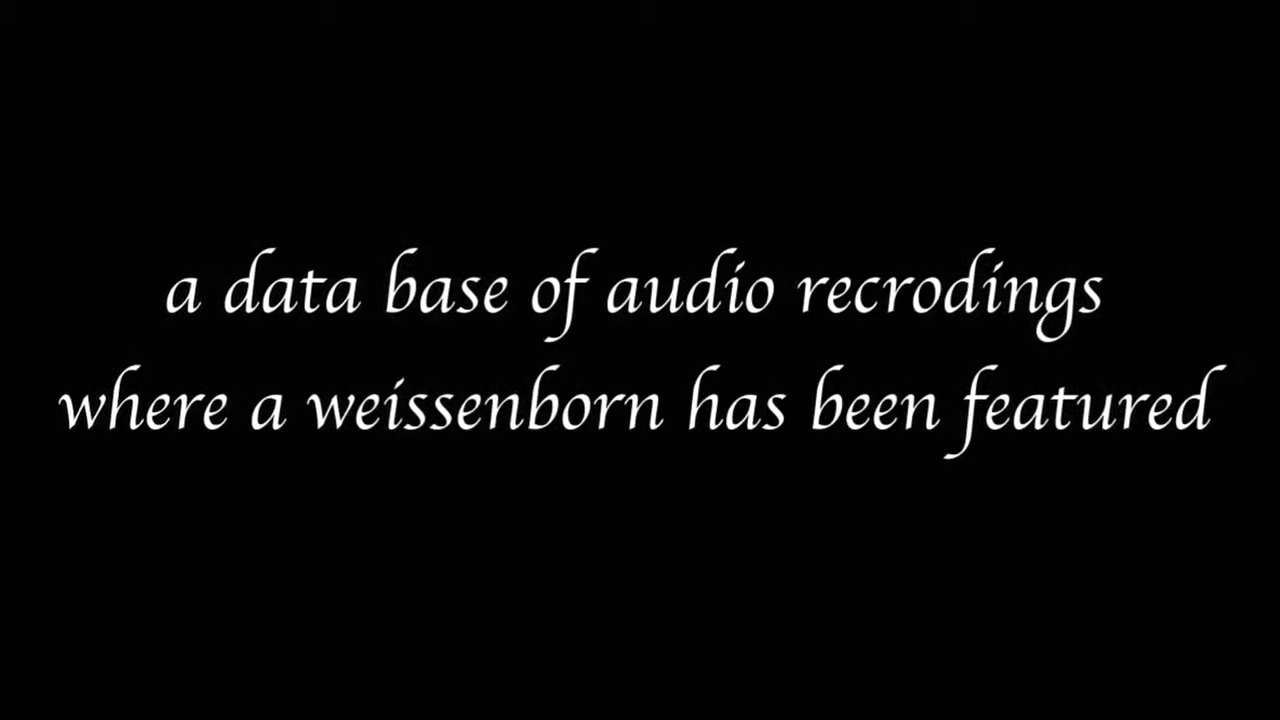 a data base of audio recrodings
where a weissenborn has been featured